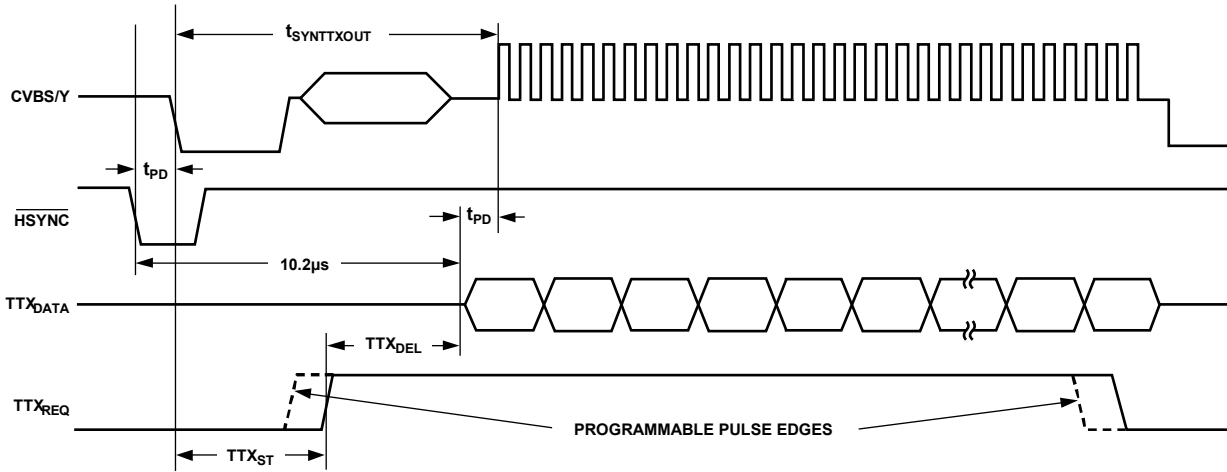 tSYNTTXOUT
CVBS/Y
tPD
HSYNC
tPD
10.2µs
TTXDATA
TTXDEL
TTXREQ
PROGRAMMABLE PULSE EDGES
TTXST